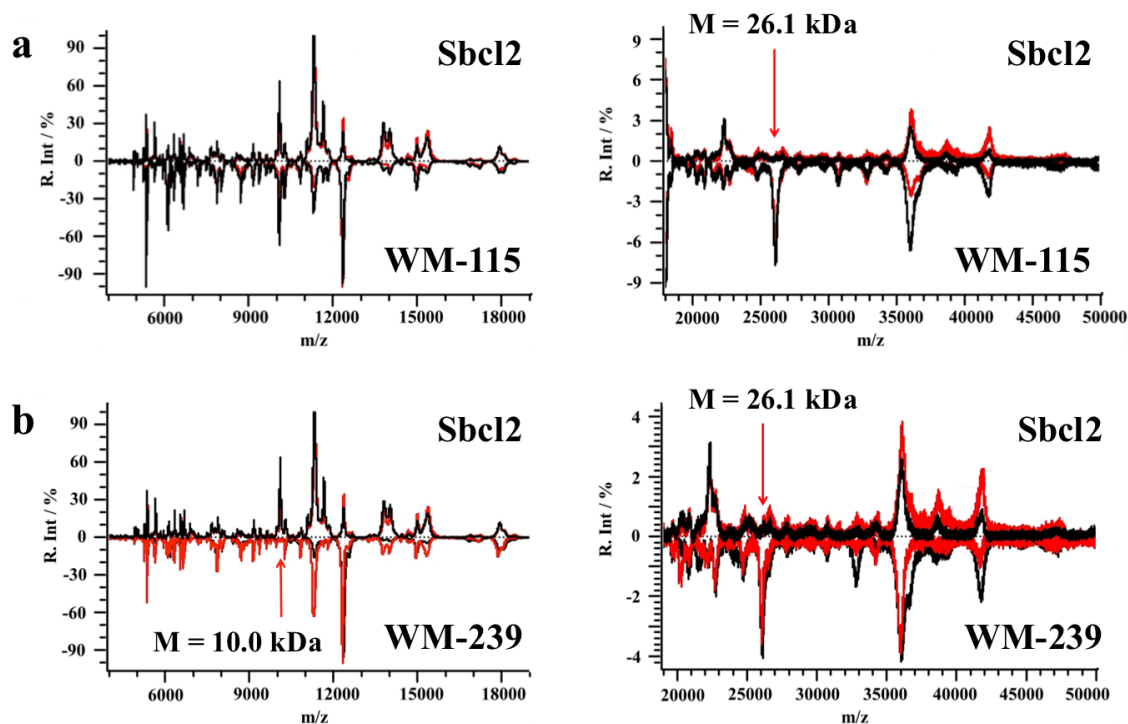 a
Sbcl2
WM-115
R. Int / %
90
60
30
0
-30
-60
-90
6000 9000 12000 15000 18000
m/z
M = 26.1 kDa
Sbcl2
WM-115
R. Int / %
9
6
3
0
-3
-6
-9
20000 25000 30000 35000 40000 45000 50000
m/z
b
Sbcl2
WM-239
M = 10.0 kDa
R. Int / %
90
60
30
0
-30
-60
-90
6000 9000 12000 15000 18000
m/z
M = 26.1 kDa
Sbcl2
WM-239
R. Int / %
4
2
0
-2
-4
20000 25000 30000 35000 40000 45000 50000
m/z